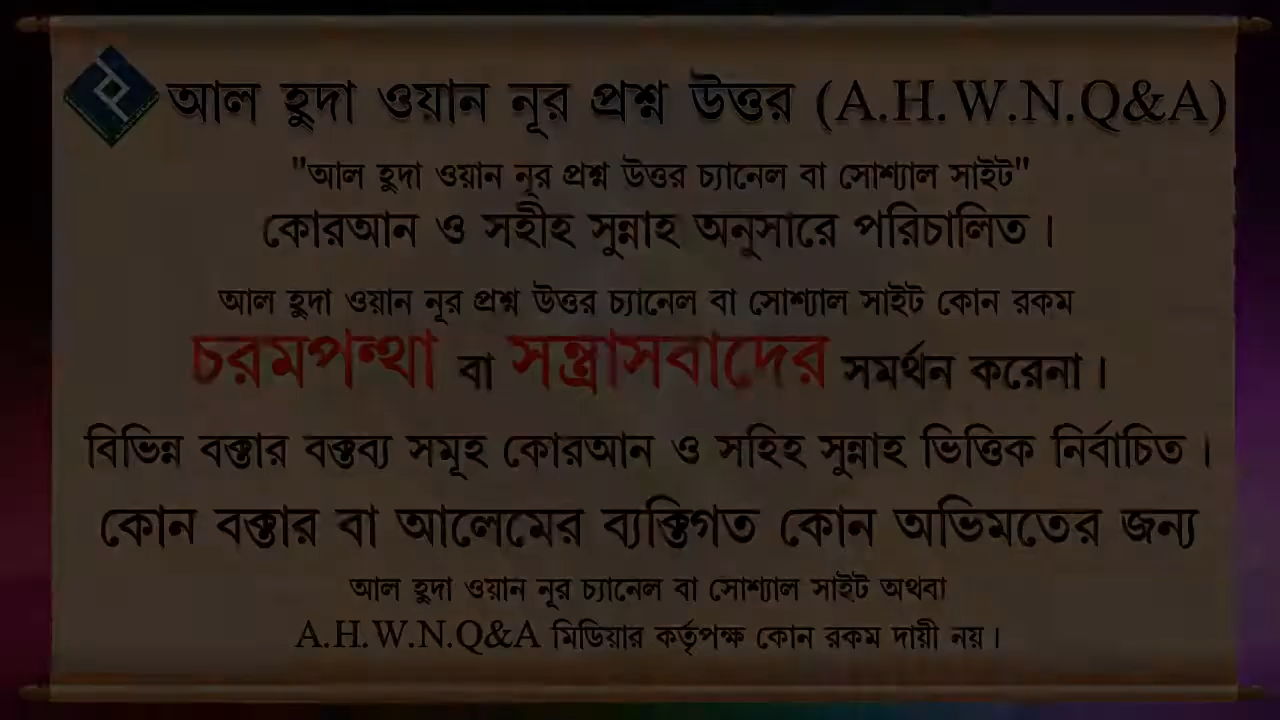 আল হুদা ওয়ান নূর প্রশ্ন উত্তর (A.H.W.N.Q&A)
"আল হুদা ওয়ান নূর প্রশ্ন উত্তর চ্যানেল বা সোশ্যাল সাইট"
কোরআন ও সহীহ সুন্নাহ অনুসারে পরিচালিত ।
আল হুদা ওয়ান নূর প্রশ্ন উত্তর চ্যানেল বা সোশ্যাল সাইট কোন রকম
চরমপন্থা বা সন্ত্রাসবাদের সমর্থন করেনা ।
বিভিন্ন বক্তার বক্তব্য সমূহ কোরআন ও সহিহ সুন্নাহ ভিত্তিক নির্বাচিত ।
কোন বক্তার বা আলেমের ব্যক্তিগত কোন অভিমতের জন্য
আল হুদা ওয়ান নূর চ্যানেল বা সোশ্যাল সাইট অথবা
A.H.W.N.Q&A মিডিয়ার কর্তৃপক্ষ কোন রকম দায়ী নয় ।